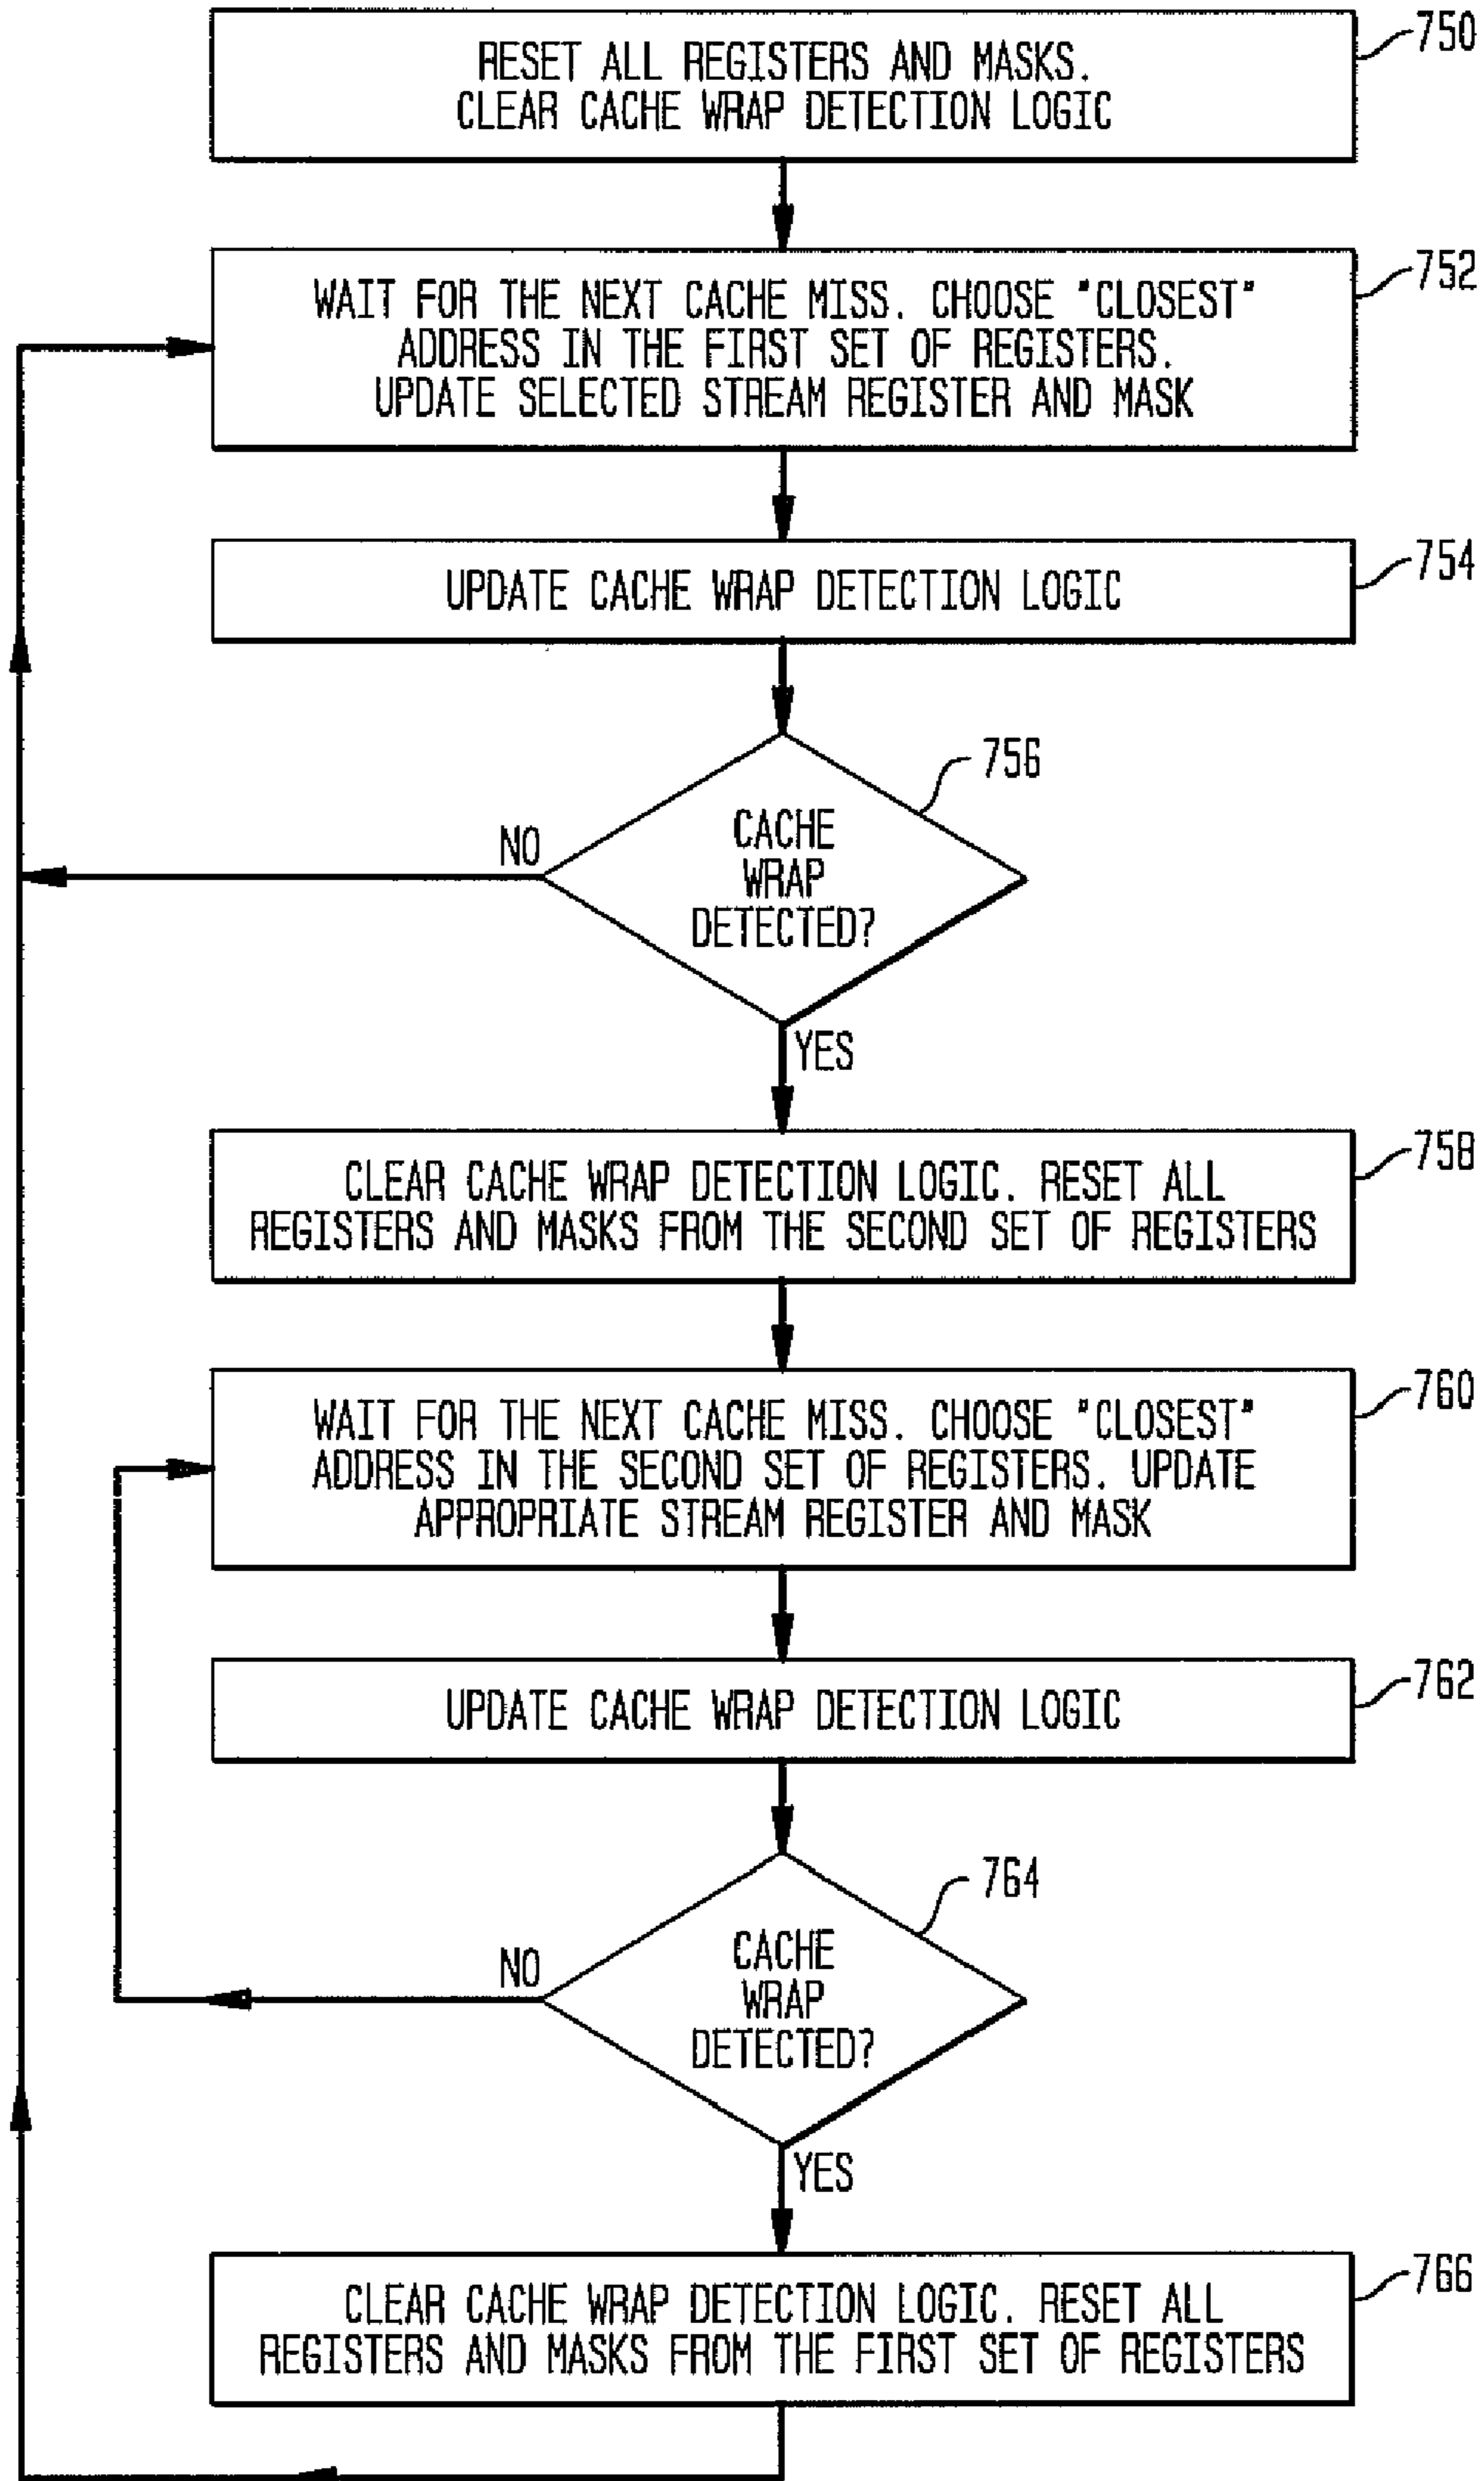 750
RESET ALL REGISTERS AND MASKS.
CLEAR CACHE WRAP DETECTION LOGIC
752
WAIT FOR THE NEXT CACHE MISS. CHOOSE "CLOSEST"
ADDRESS IN THE FIRST SET OF REGISTERS.
UPDATE SELECTED STREAM REGISTER AND MASK
754
UPDATE CACHE WRAP DETECTION LOGIC
756
CACHE
WRAP
DETECTED?
NO
YES
758
CLEAR CACHE WRAP DETECTION LOGIC. RESET ALL
REGISTERS AND MASKS FROM THE SECOND SET OF REGISTERS
760
WAIT FOR THE NEXT CACHE MISS. CHOOSE "CLOSEST"
ADDRESS IN THE SECOND SET OF REGISTERS. UPDATE
APPROPRIATE STREAM REGISTER AND MASK
762
UPDATE CACHE WRAP DETECTION LOGIC
764
CACHE
WRAP
DETECTED?
NO
YES
766
CLEAR CACHE WRAP DETECTION LOGIC. RESET ALL
REGISTERS AND MASKS FROM THE FIRST SET OF REGISTERS